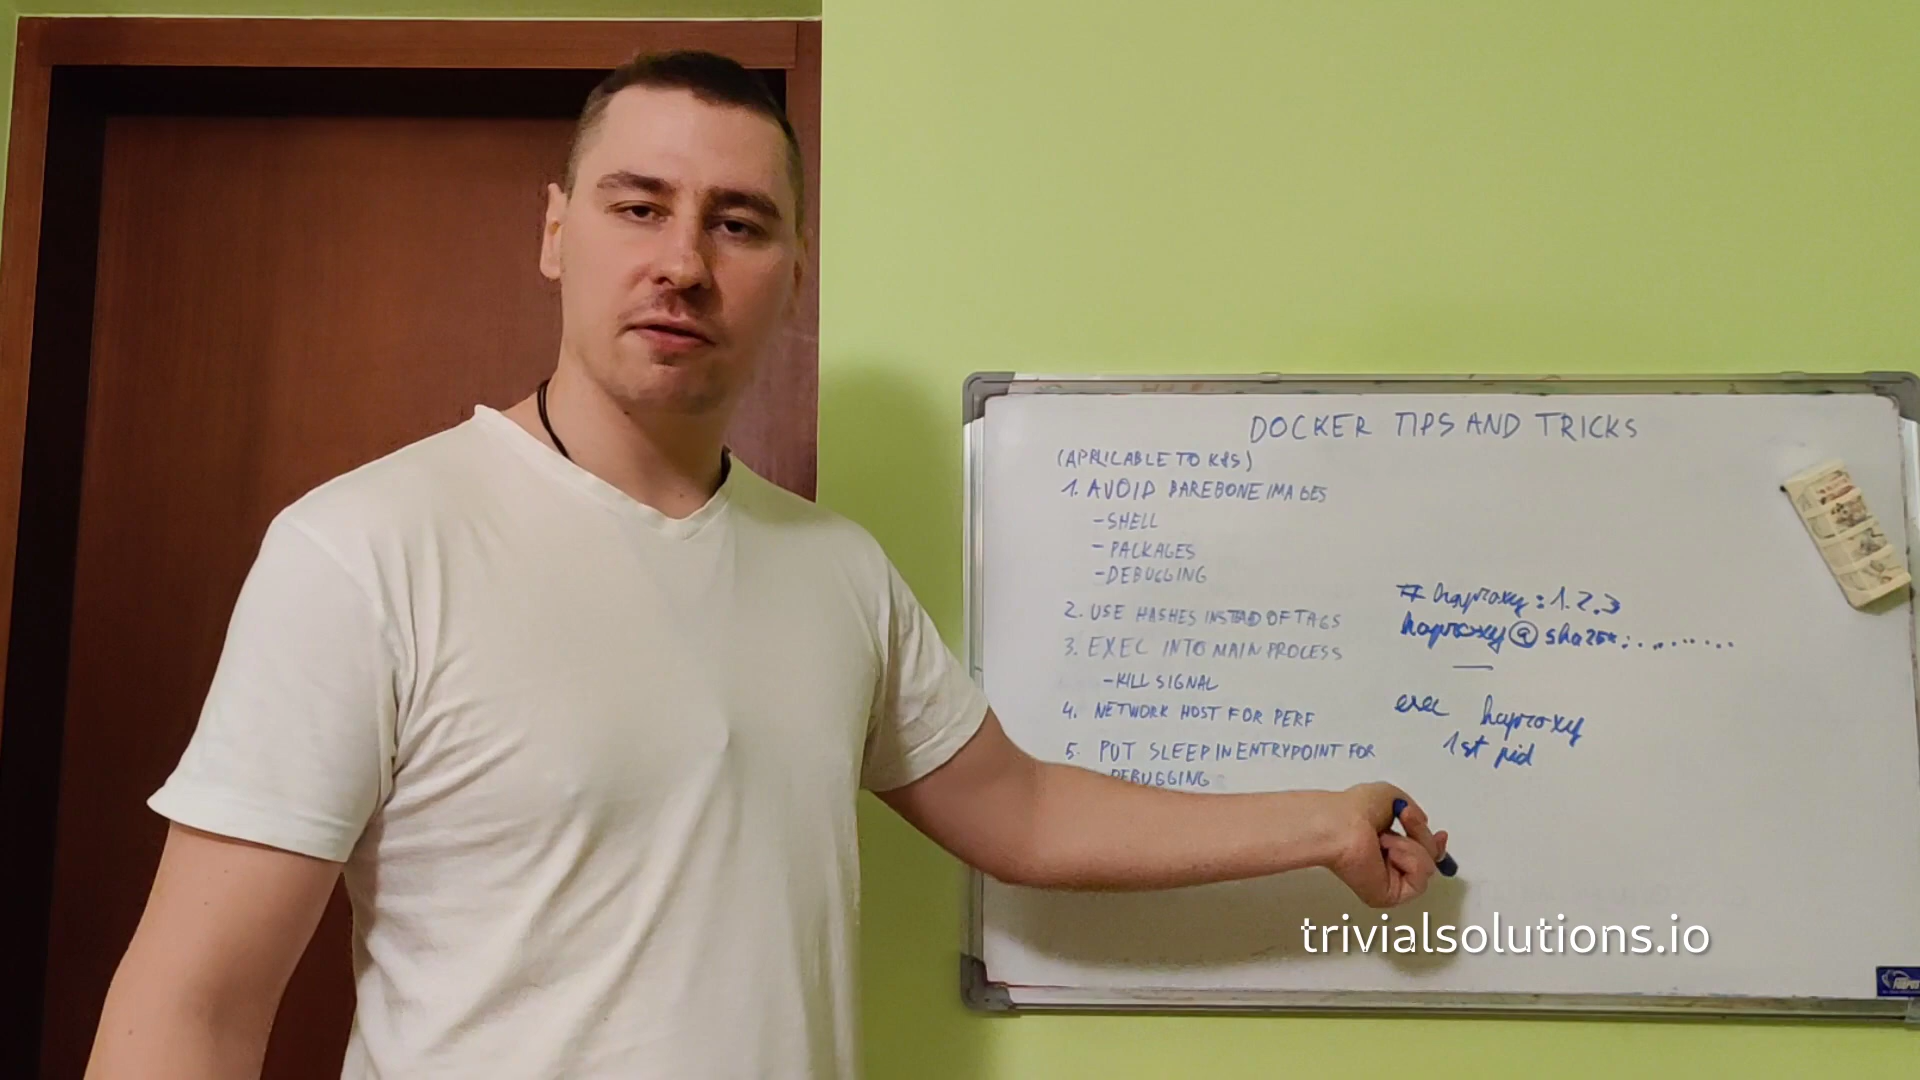 DOCKER TIPS AND TRICKS
(APPLICABLE TO K8S)
1. AVOID BAREBONE IMAGES
-SHELL
- PACKAGES
-DEBUGGING
2. USE HASHES INSTEAD OF TAGS
3. EXEC INTO MAIN PROCESS
-KILL SIGNAL
4. NETWORK HOST FOR PERF
5. PUT SLEEP IN ENTRYPOINT FOR
DEBUGGING
# haproxy:1.2.3
haproxy@sha256:........
exec haproxy
1st pid
trivialsolutions.io